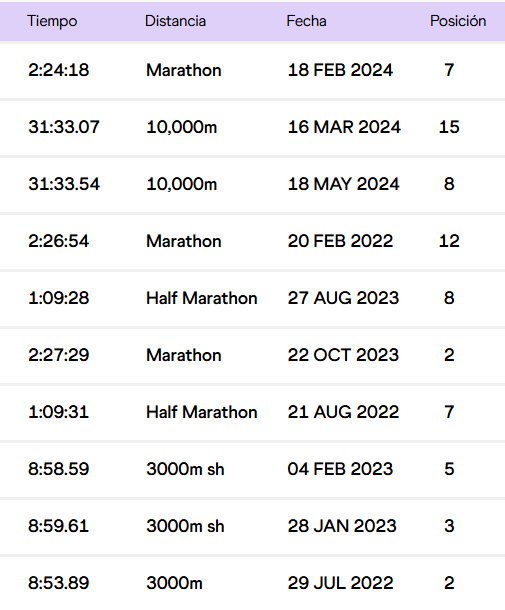 Tiempo Distancia Fecha Posición
2:24:18 Marathon 18 FEB 2024 7
31:33.07 10,000m 16 MAR 2024 15
31:33.54 10,000m 18 MAY 2024 8
2:26:54 Marathon 20 FEB 2022 12
1:09:28 Half Marathon 27 AUG 2023 8
2:27:29 Marathon 22 OCT 2023 2
1:09:31 Half Marathon 21 AUG 2022 7
8:58.59 3000m sh 04 FEB 2023 5
8:59.61 3000m sh 28 JAN 2023 3
8:53.89 3000m 29 JUL 2022 2